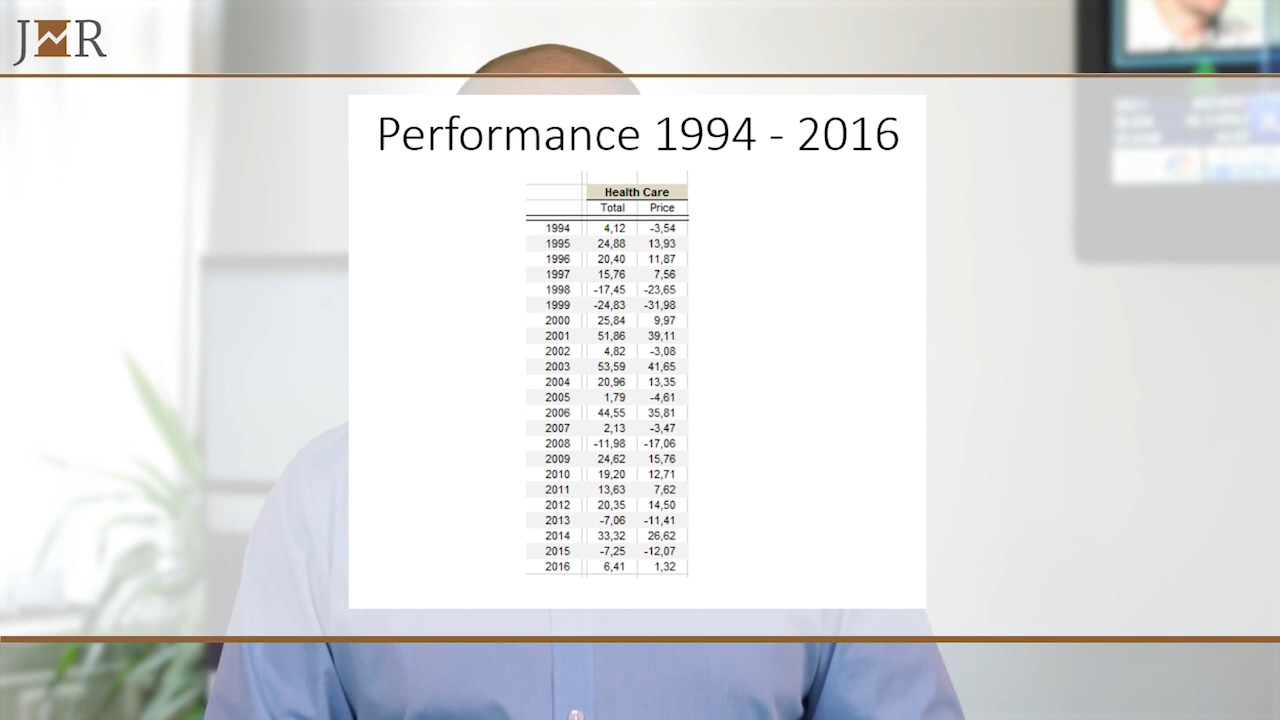 JMR
Performance 1994 - 2016
Health Care
Total Price
1994 4,12 -3,54
1995 24,88 13,93
1996 20,40 11,87
1997 15,76 7,56
1998 -17,45 -23,65
1999 -24,83 -31,98
2000 25,84 9,97
2001 51,86 39,11
2002 4,82 -3,08
2003 53,59 41,65
2004 20,96 13,35
2005 1,79 -4,61
2006 44,55 35,81
2007 2,13 -3,47
2008 -11,98 -17,06
2009 24,62 15,76
2010 19,20 12,71
2011 13,63 7,62
2012 20,35 14,50
2013 -7,06 -11,41
2014 33,32 26,62
2015 -7,25 -12,07
2016 6,41 1,32